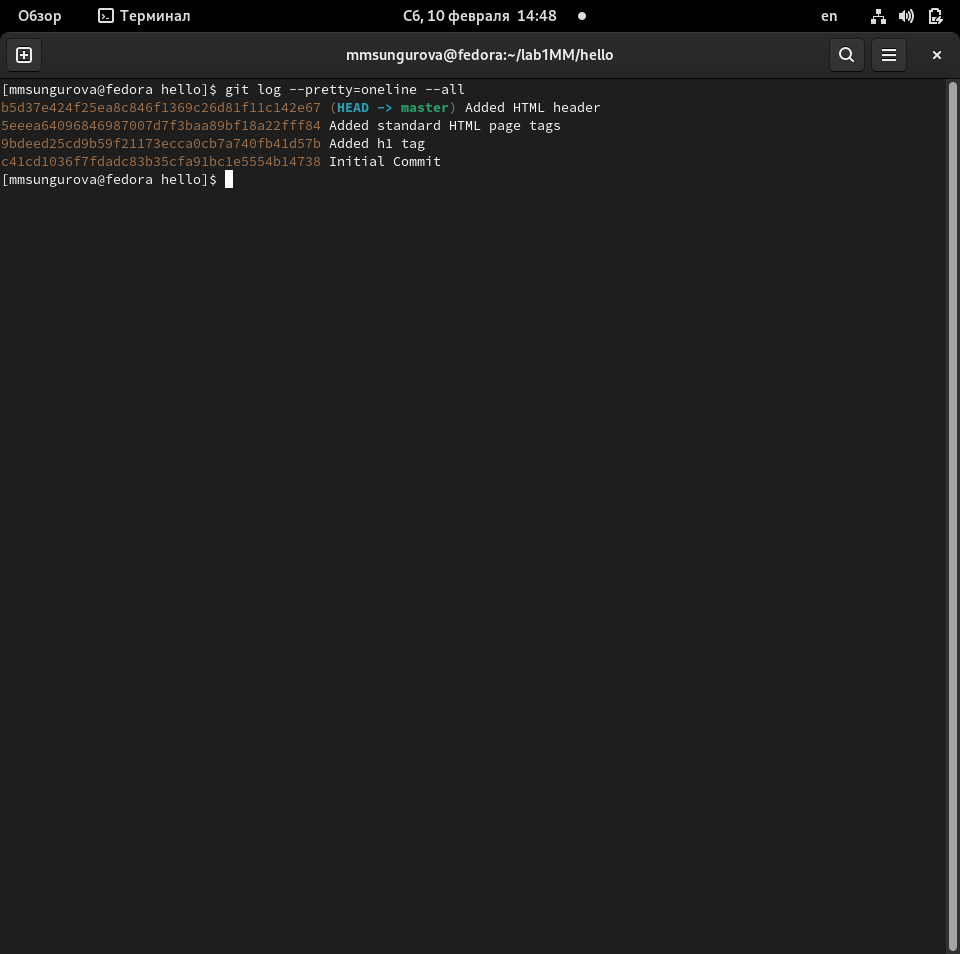 Обзор Терминал Сб, 10 февраля 14:48 en
mmsungurova@fedora:~/lab1MM/hello
[mmsungurova@fedora hello]$ git log --pretty=oneline --all
b5d37e424f25ea8c846f1369c26d81f11c142e67 (HEAD -> master) Added HTML header
5eeea64096846987007d7f3baa89bf18a22fff84 Added standard HTML page tags
9bdeed25cd9b59f21173ecca0cb7a740fb41d57b Added h1 tag
c41cd1036f7fdadc83b35cfa91bc1e5554b14738 Initial Commit
[mmsungurova@fedora hello]$